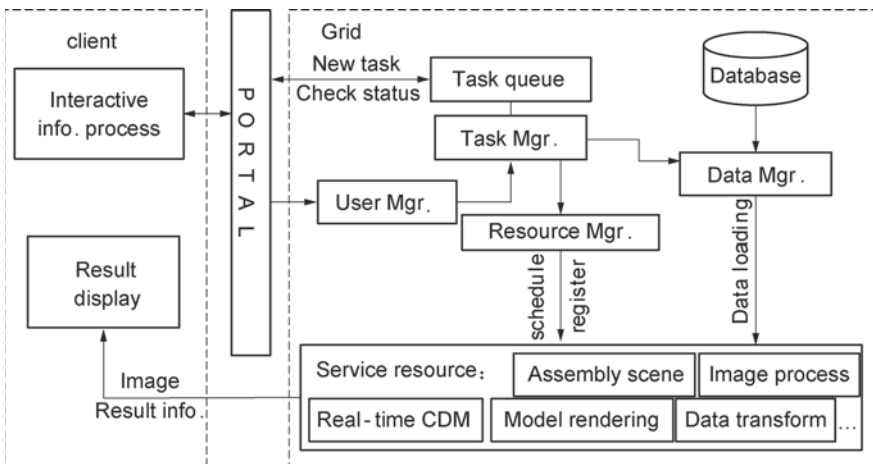 client
Interactive
info. process
Result
display
Image
Result info.
PORTAL
Grid
New task
Check status
Task queue
Task Mgr.
User Mgr.
Resource Mgr.
Database
Data Mgr.
schedule
register
Data loading
Service resource:
Assembly scene
Image process
Real-time CDM
Model rendering
Data transform
...